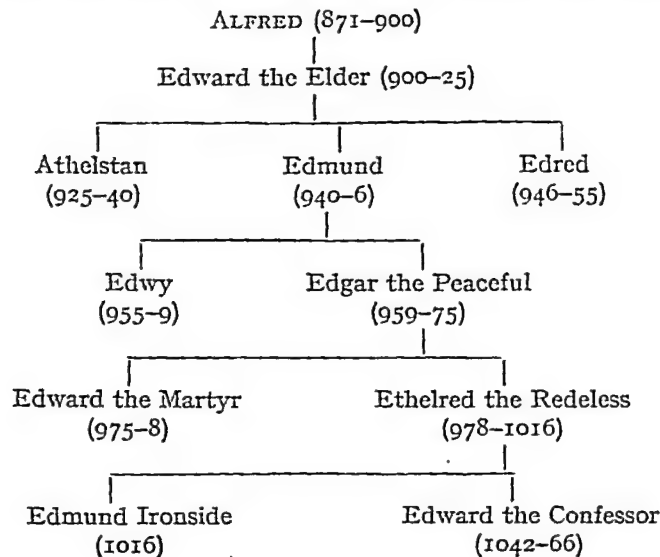 ALFRED (871–900)
Edward the Elder (900–25)
Athelstan Edmund Edred
(925–40) (940–6) (946–55)
Edwy Edgar the Peaceful
(955–9) (959–75)
Edward the Martyr Ethelred the Redeless
(975–8) (978–1016)
Edmund Ironside Edward the Confessor
(1016) (1042–66)